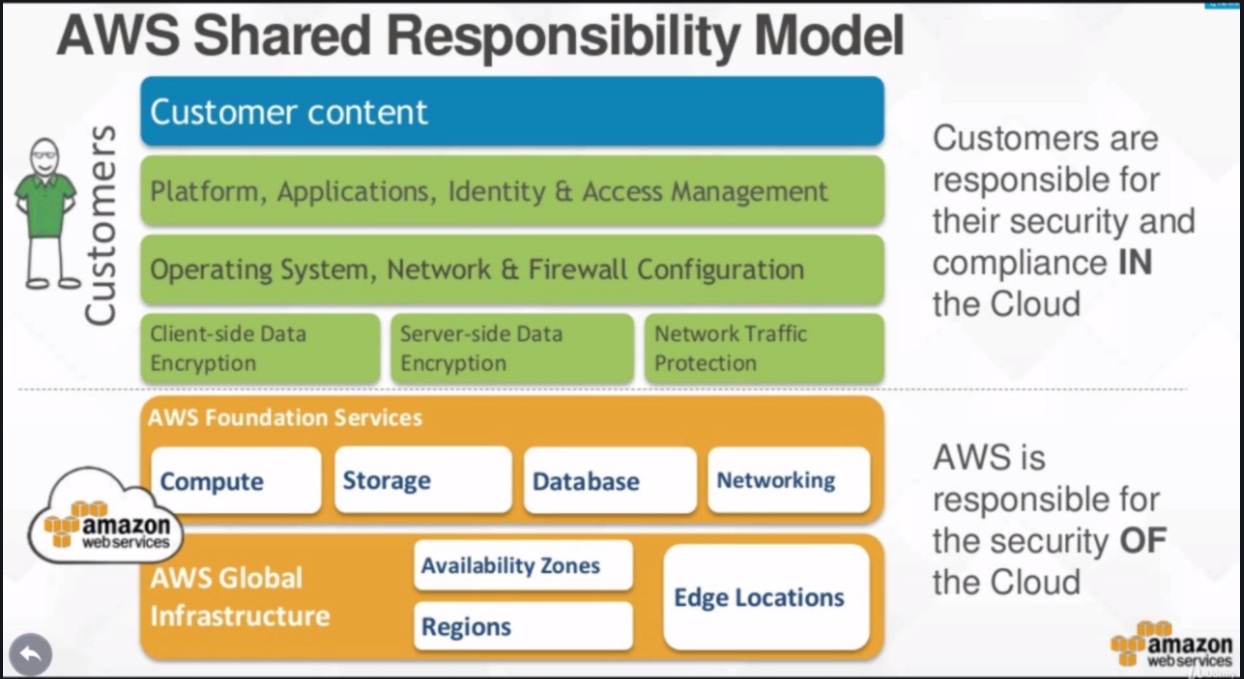 AWS Shared Responsibility Model
Customers
Customer content
Platform, Applications, Identity & Access Management
Operating System, Network & Firewall Configuration
Client-side Data
Encryption
Server-side Data
Encryption
Network Traffic
Protection
Customers are
responsible for
their security and
compliance IN
the Cloud
AWS Foundation Services
Compute
Storage
Database
Networking
amazon
web services
AWS Global
Infrastructure
Availability Zones
Regions
Edge Locations
AWS is
responsible for
the security OF
the Cloud
amazon
web services